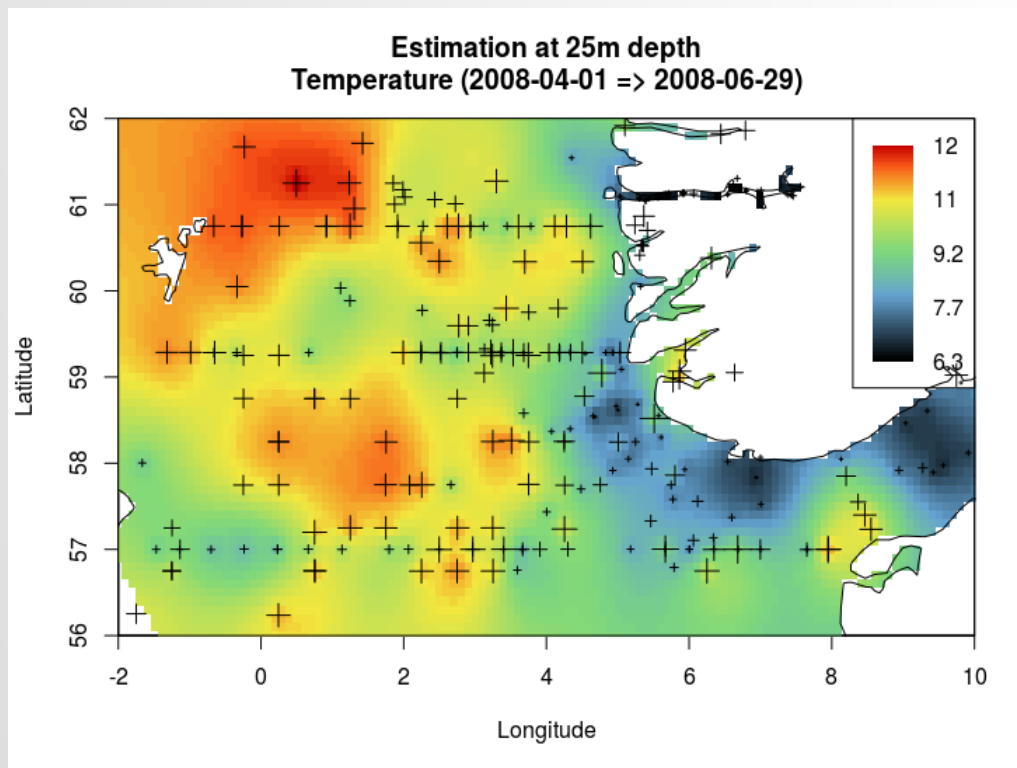 Estimation at 25m depth
Temperature (2008-04-01 => 2008-06-29)
62
61
60
59
58
57
56
Latitude
12
11
9.2
7.7
6.3
-2 0 2 4 6 8 10
Longitude